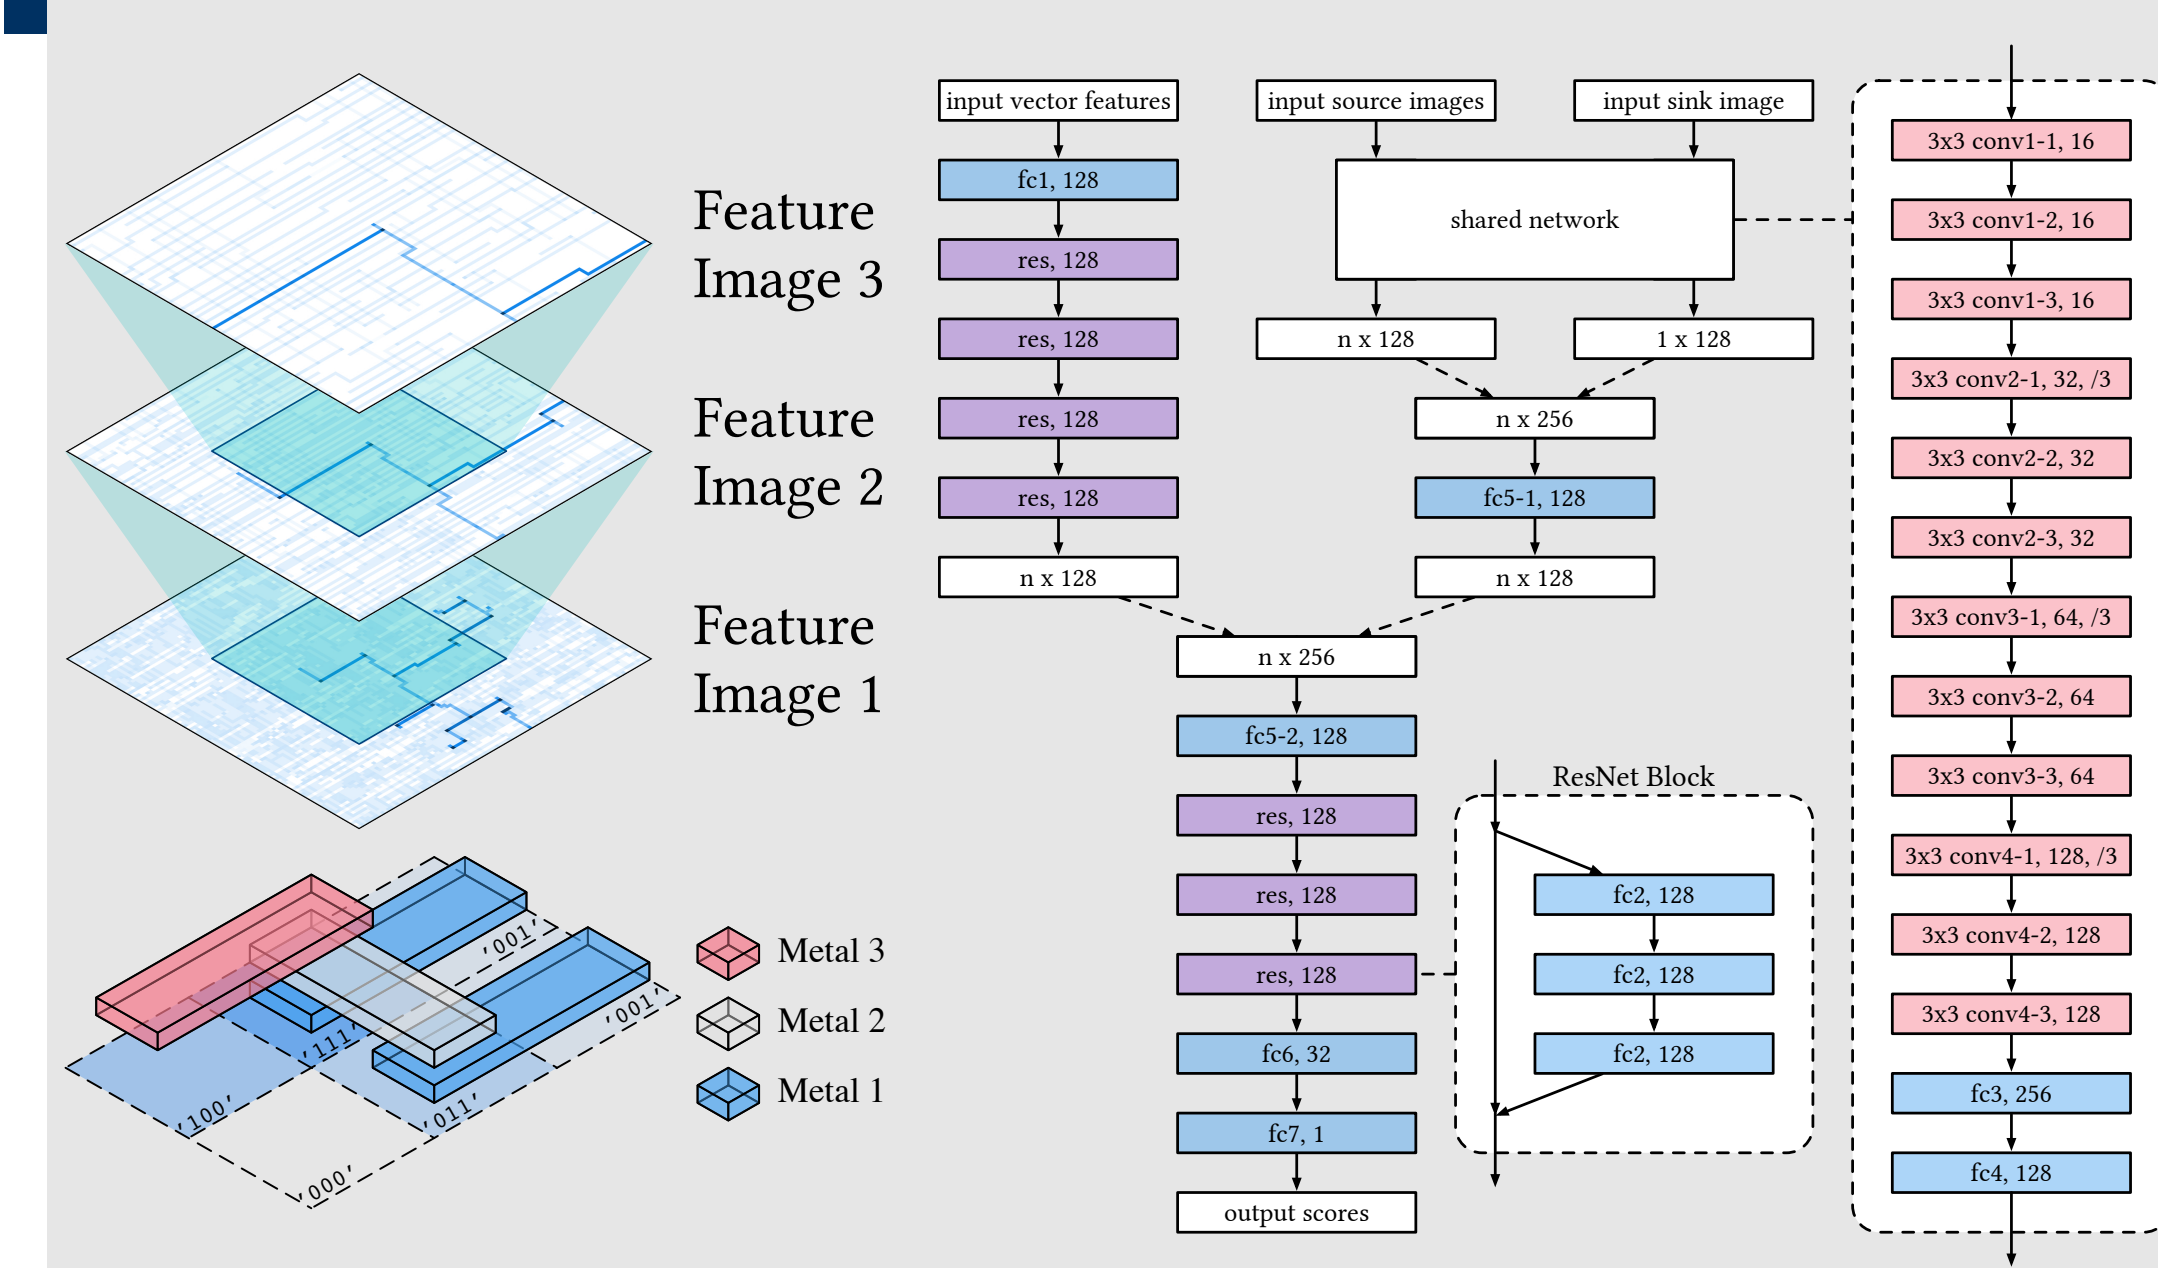 Feature
Image 3
Feature
Image 2
Feature
Image 1
'001'
'001'
'111'
'100'
'011'
'000'
Metal 3
Metal 2
Metal 1
input vector features
fc1, 128
res, 128
res, 128
res, 128
res, 128
n x 128
input source images
input sink image
shared network
n x 128
1 x 128
n x 256
fc5-1, 128
n x 128
n x 256
fc5-2, 128
res, 128
res, 128
res, 128
fc6, 32
fc7, 1
output scores
ResNet Block
fc2, 128
fc2, 128
fc2, 128
3x3 conv1-1, 16
3x3 conv1-2, 16
3x3 conv1-3, 16
3x3 conv2-1, 32, /3
3x3 conv2-2, 32
3x3 conv2-3, 32
3x3 conv3-1, 64, /3
3x3 conv3-2, 64
3x3 conv3-3, 64
3x3 conv4-1, 128, /3
3x3 conv4-2, 128
3x3 conv4-3, 128
fc3, 256
fc4, 128